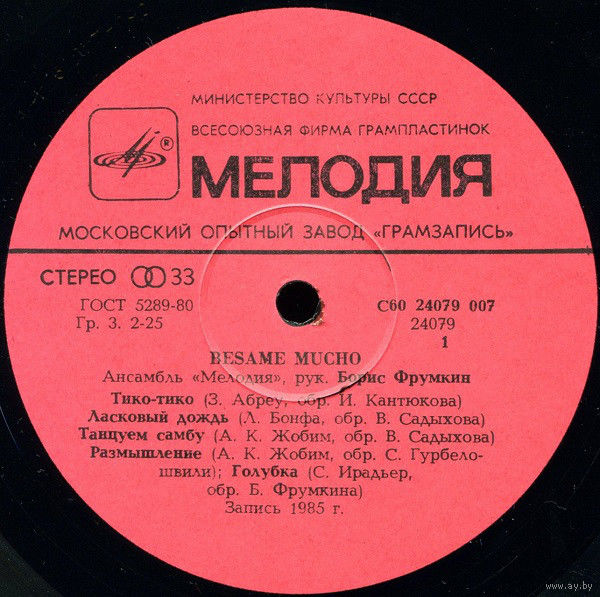 МИНИСТЕРСТВО КУЛЬТУРЫ СССР
ВСЕСОЮЗНАЯ ФИРМА ГРАМПЛАСТИНОК
®
МЕЛОДИЯ
МОСКОВСКИЙ ОПЫТНЫЙ ЗАВОД «ГРАМЗАПИСЬ»
СТЕРЕО 33
ГОСТ 5289-80
Гр. 3. 2-25
С60 24079 007
24079
1
BESAME MUCHO
Ансамбль «Мелодия», рук. Борис Фрумкин
Тико-тико (З. Абреу, обр. И. Кантюкова)
Ласковый дождь (Л. Бонфа, обр. В. Садыхова)
Танцуем самбу (А. К. Жобим, обр. В. Садыхова)
Размышление (А. К. Жобим, обр. С. Гурбело-
швили); Голубка (С. Ирадьер,
обр. Б. Фрумкина)
Запись 1985 г.
www.ay.by